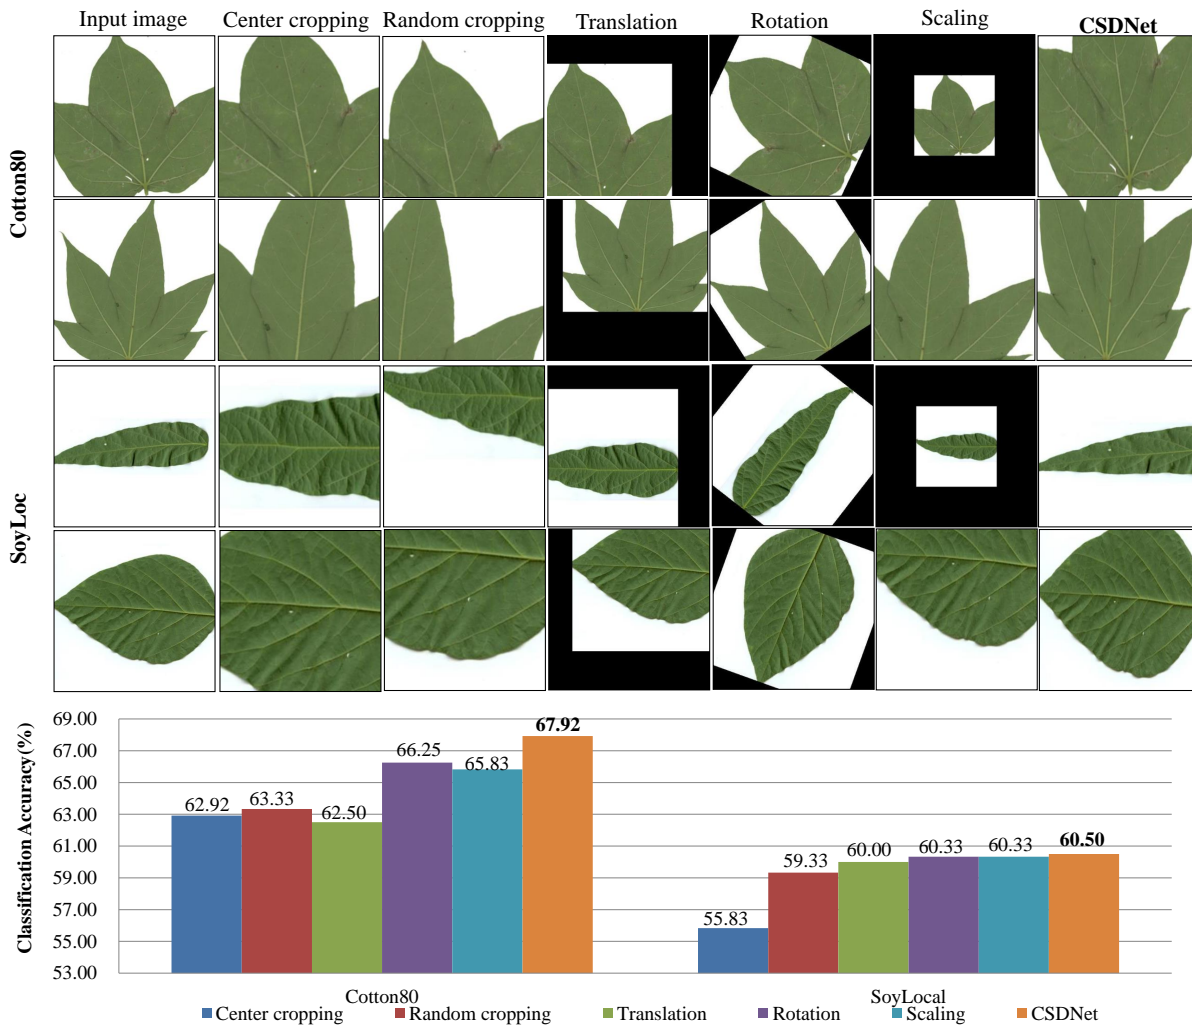 Input image Center cropping Random cropping Translation Rotation Scaling CSDNet
Cotton80
SoyLoc
Classification Accuracy(%)
69.00
67.00
65.00
63.00
61.00
59.00
57.00
55.00
53.00
62.92 63.33 62.50 66.25 65.83 67.92
55.83 59.33 60.00 60.33 60.33 60.50
Cotton80 SoyLocal
Center cropping Random cropping Translation Rotation Scaling CSDNet